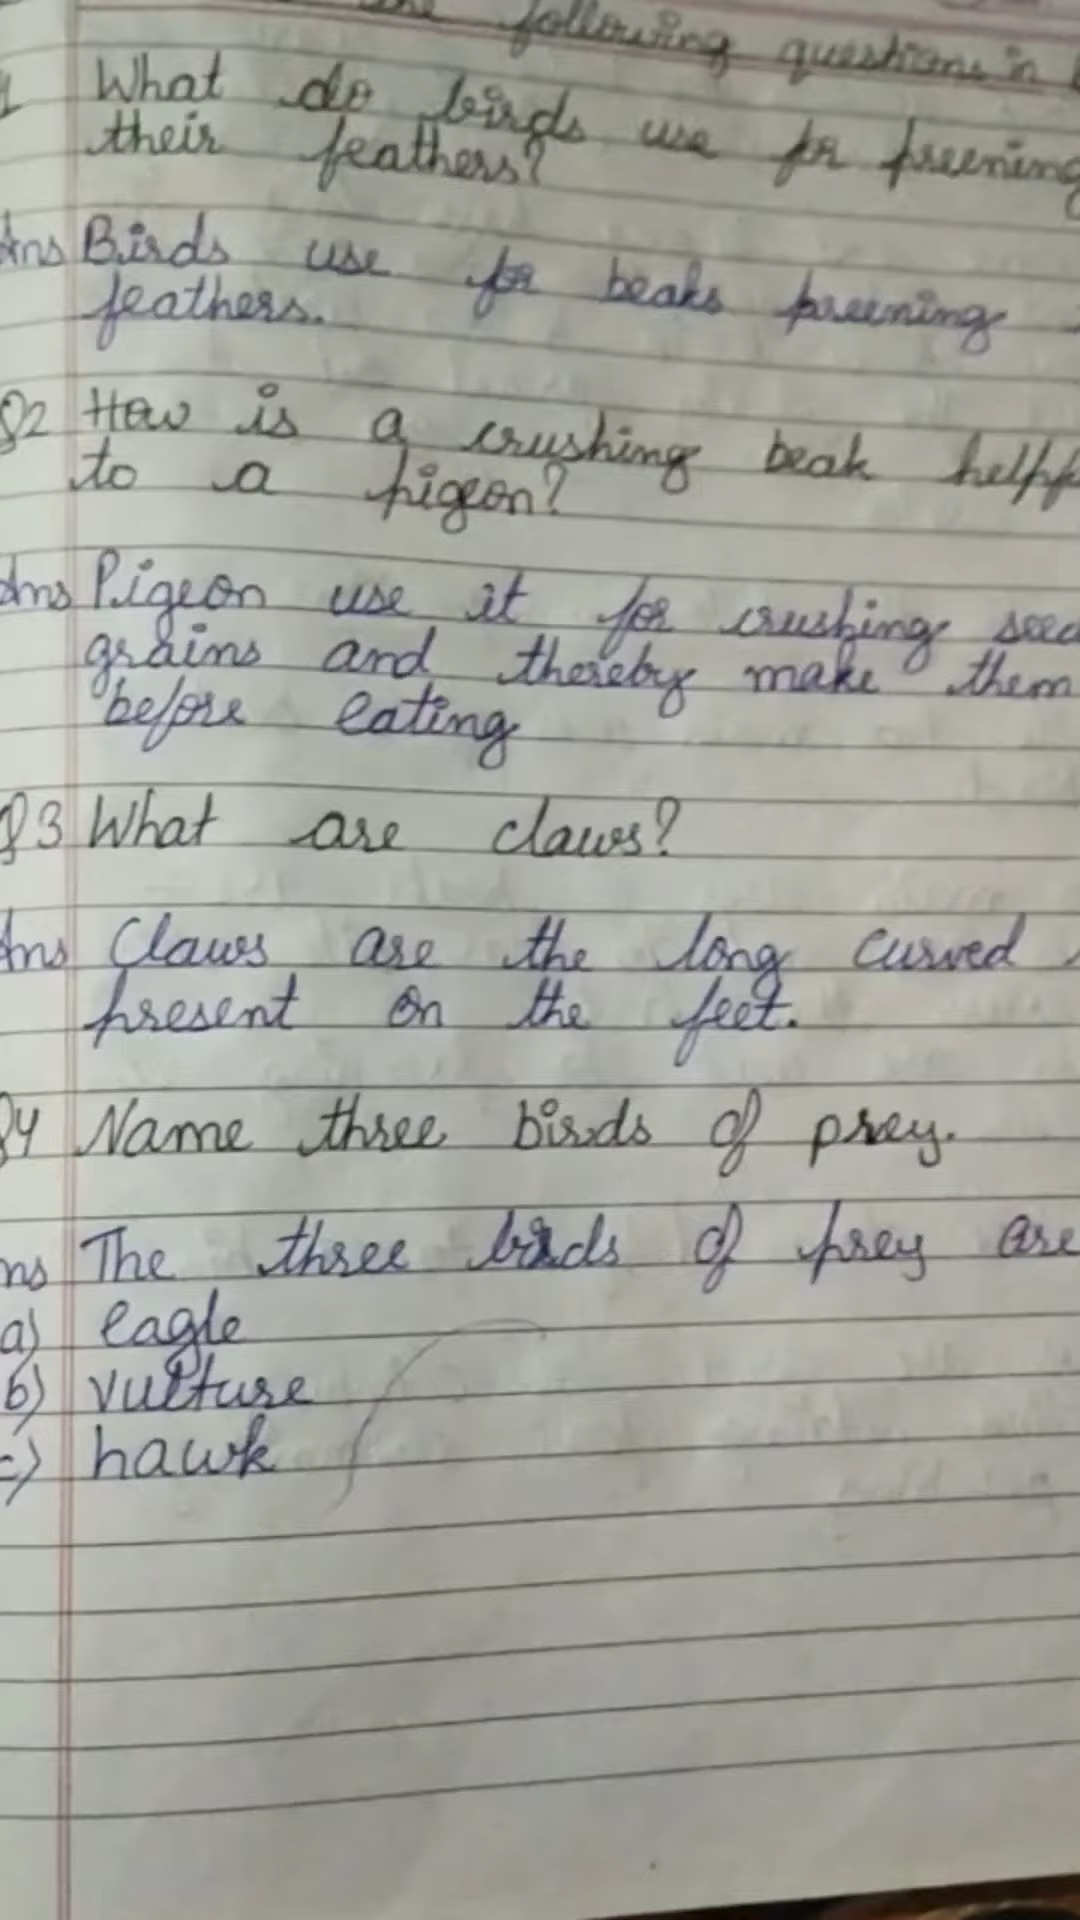 following questions in
What do birds use for preening
their feathers?
Ans Birds use for beaks preening
feathers.
Q2 How is a crushing beak helpf
to a pigeon?
Ans Pigeon use it for crushing seed
grains and thereby make them
before eating
Q3 What are claws?
Ans Claws are the long curved
present on the feet.
Q4 Name three birds of prey.
ns The three birds of prey are
a) eagle
b) vulture
c) hawk